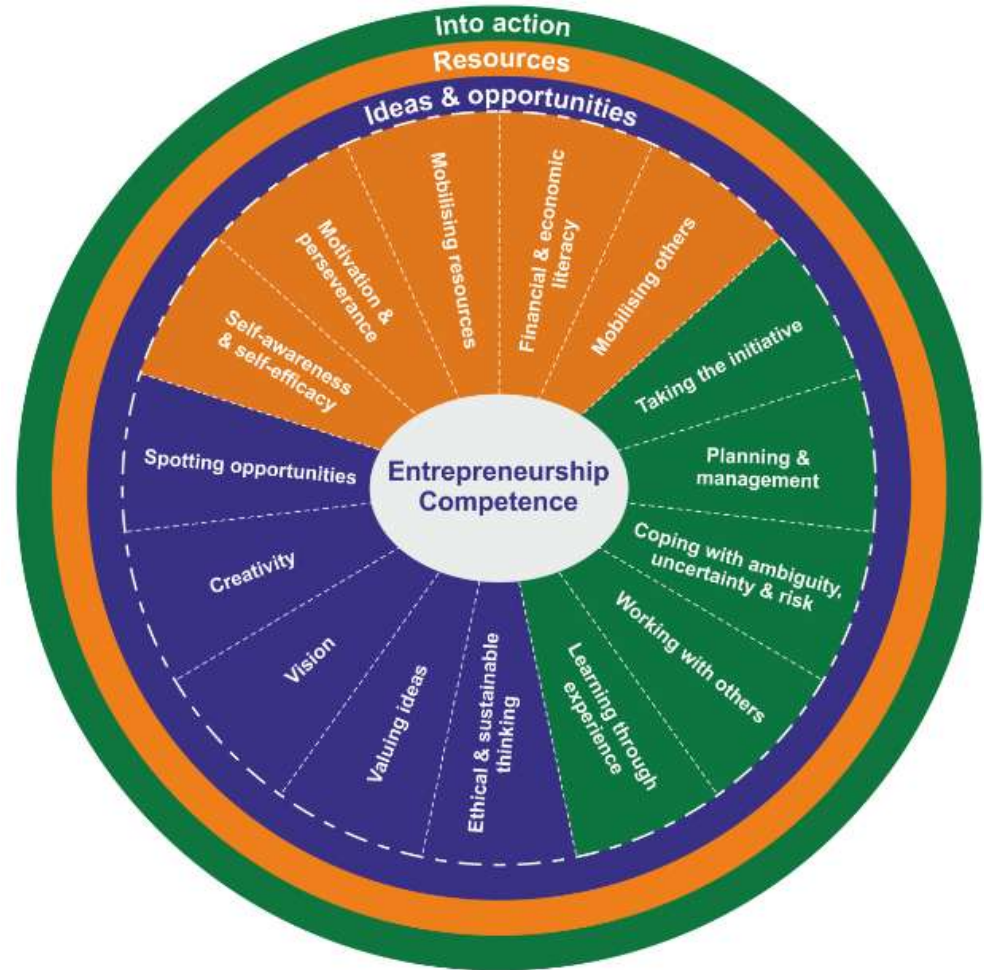 Into action
Resources
Ideas & opportunities
Mobilising resources
Financial & economic
literacy
Mobilising others
Motivation &
perseverance
Self-awareness
& self-efficacy
Taking the initiative
Planning &
management
Coping with ambiguity,
uncertainty & risk
Working with others
Learning through
experience
Ethical & sustainable
thinking
Valuing ideas
Vision
Creativity
Spotting opportunities
Entrepreneurship
Competence